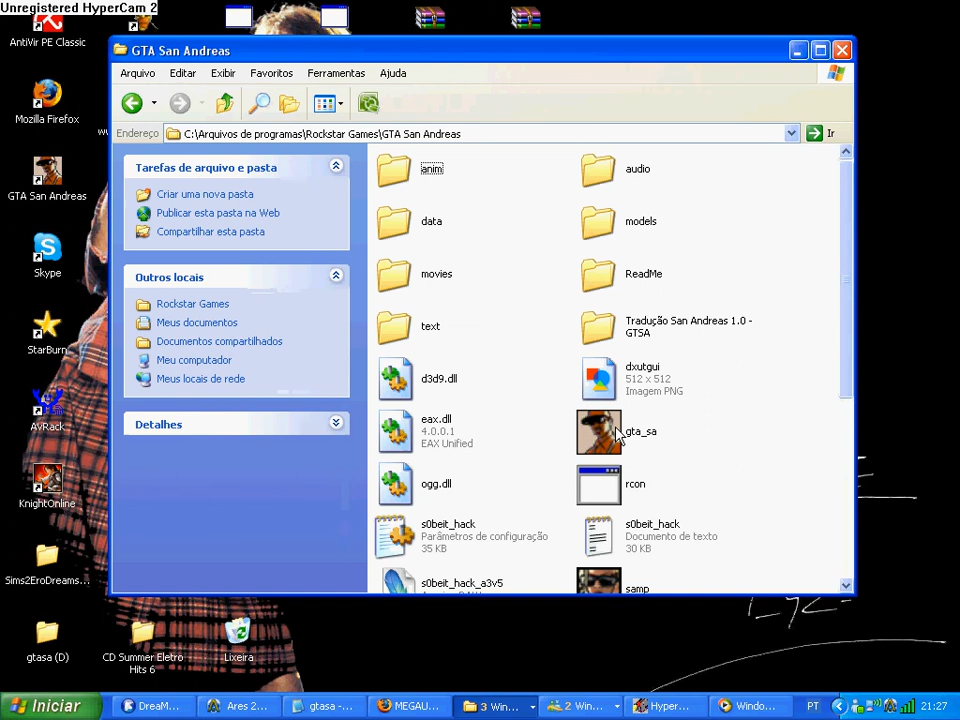 Unregistered HyperCam 2
AntiVir PE Classic
Mozilla Firefox
GTA San Andreas
Skype
StarBurn
AVRack
KnightOnline
Sims2EroDreams...
gtasa (D)
CD Summer Eletro
Hits 6
Lixeira
GTA San Andreas
Arquivo Editar Exibir Favoritos Ferramentas Ajuda
Endereço C:\Arquivos de programas\Rockstar Games\GTA San Andreas Ir
Tarefas de arquivo e pasta
Criar uma nova pasta
Publicar esta pasta na Web
Compartilhar esta pasta
Outros locais
Rockstar Games
Meus documentos
Documentos compartilhados
Meu computador
Meus locais de rede
Detalhes
anim
audio
data
models
movies
ReadMe
text
Tradução San Andreas 1.0 -
GTSA
d3d9.dll
dxutgui
512 x 512
Imagem PNG
eax.dll
4.0.0.1
EAX Unified
gta_sa
ogg.dll
rcon
s0beit_hack
Parâmetros de configuração
35 KB
s0beit_hack
Documento de texto
30 KB
s0beit_hack_a3v5
samp
Iniciar DreaM... Ares 2... gtasa -... MEGAU... 3 Win... 2 Win... Hyper... Windo... PT 21:27